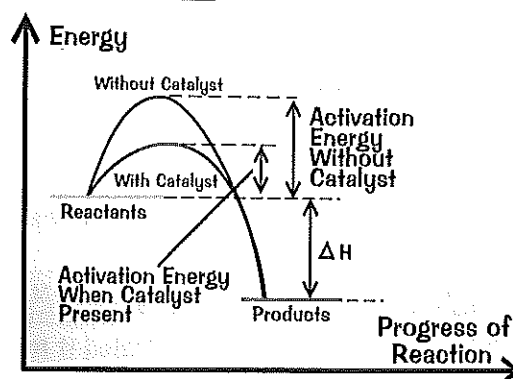 Energy
Without Catalyst
Activation
Energy
Without
Catalyst
With Catalyst
Reactants
ΔH
Activation Energy
When Catalyst
Present
Products
Progress of
Reaction